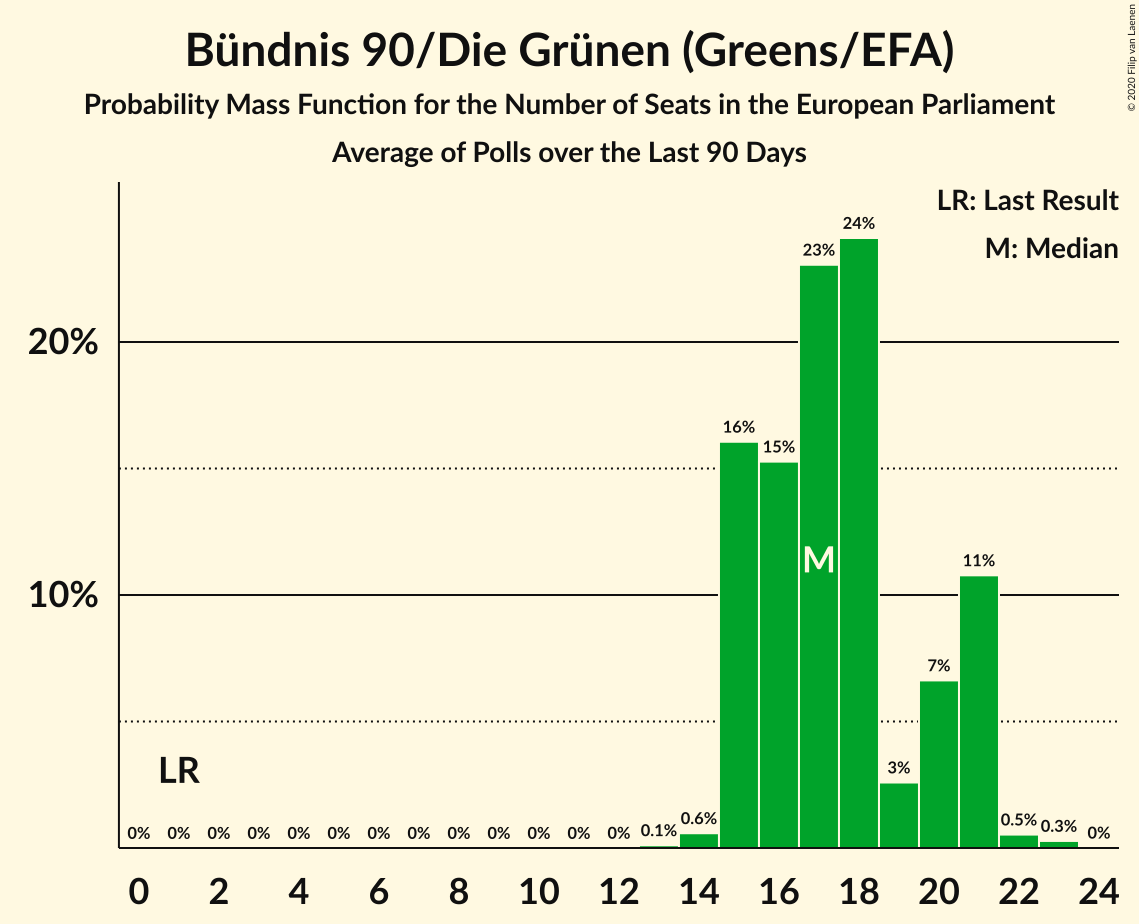 Bündnis 90/Die Grünen (Greens/EFA)
Probability Mass Function for the Number of Seats in the European Parliament
Average of Polls over the Last 90 Days
© 2020 Filip van Laenen
LR: Last Result
M: Median
24%
23%
20%
16%
15%
M
11%
10%
7%
LR
3%
0% 0% 0% 0% 0% 0% 0% 0% 0% 0% 0% 0% 0% 0.1% 0.6% 0.5% 0.3% 0%
0 2 4 6 8 10 12 14 16 18 20 22 24